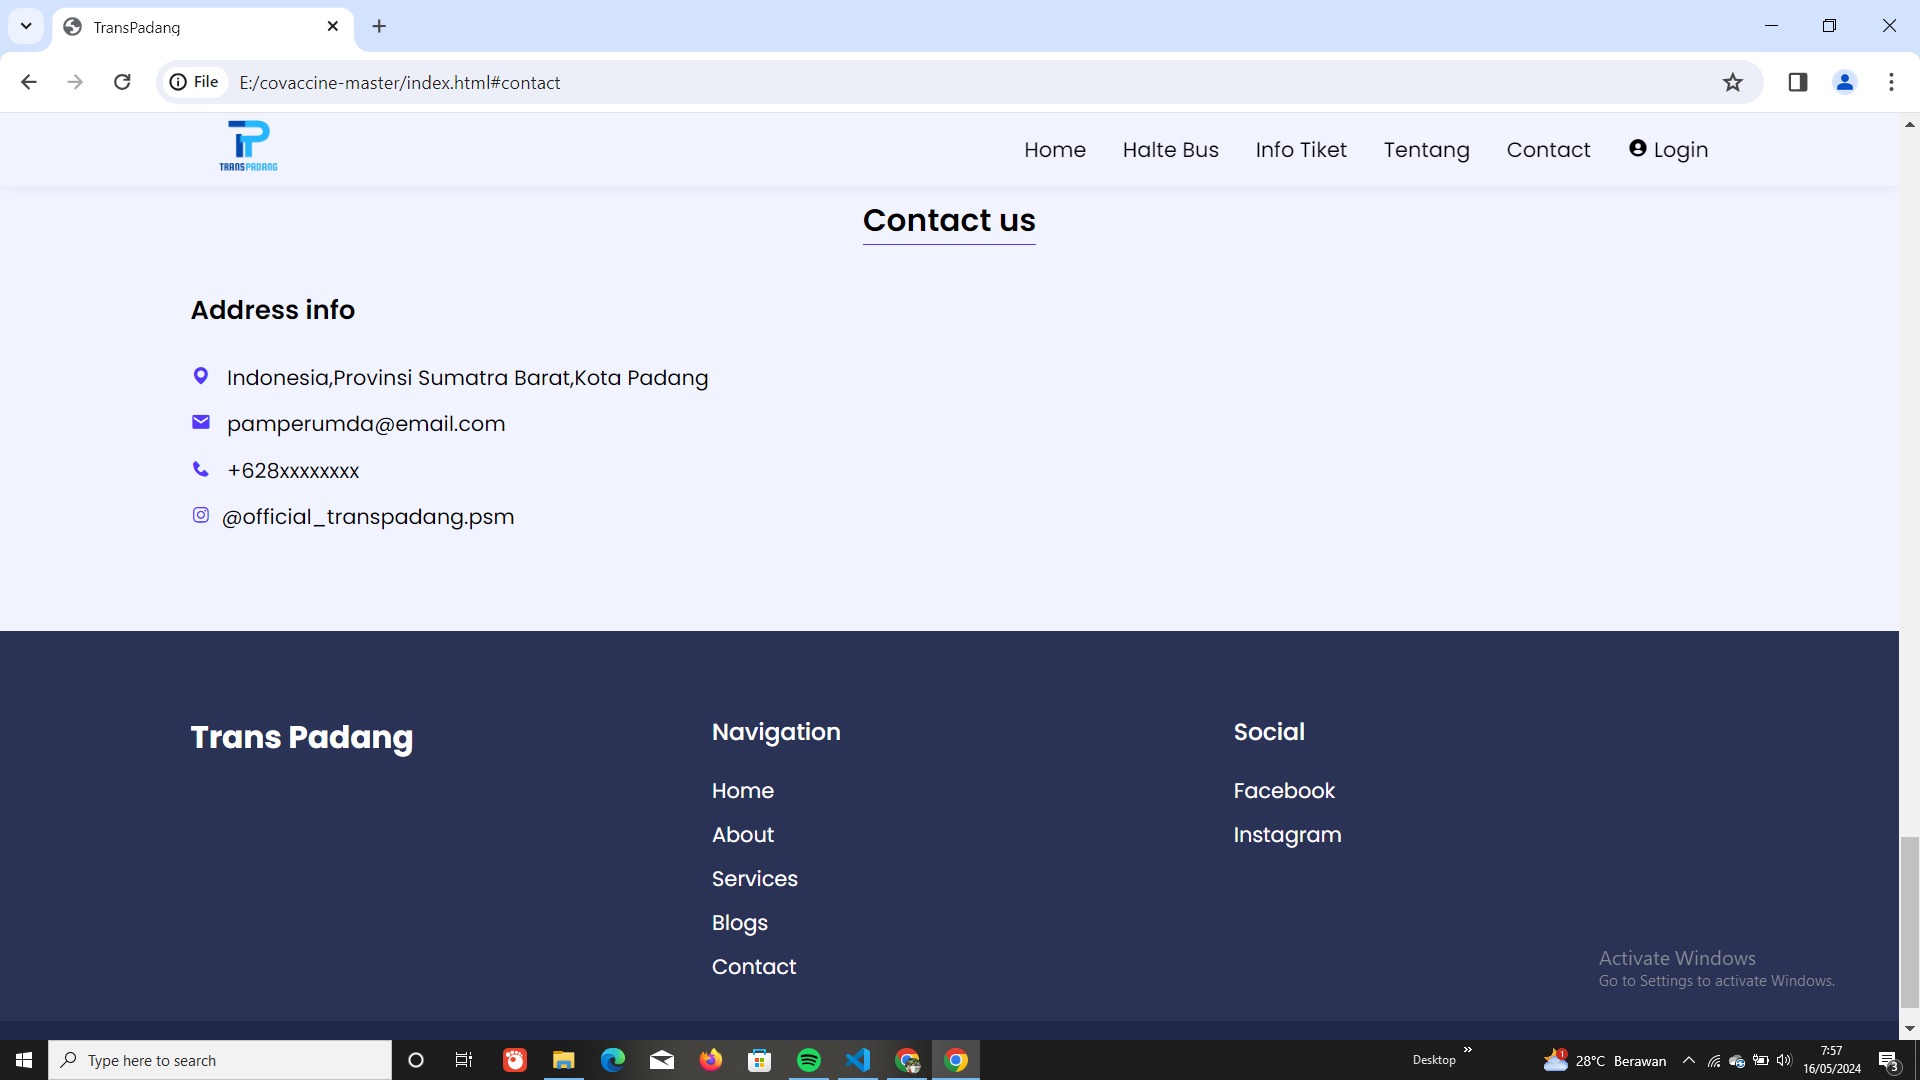 TransPadang
File E:/covaccine-master/index.html#contact
TRANSPADANG
Home Halte Bus Info Tiket Tentang Contact Login
Contact us
Address info
Indonesia,Provinsi Sumatra Barat,Kota Padang
pamperumda@email.com
+628xxxxxxxx
@official_transpadang.psm
Trans Padang
Navigation
Home
About
Services
Blogs
Contact
Social
Facebook
Instagram
Activate Windows
Go to Settings to activate Windows.
Type here to search
Desktop
1
28°C Berawan
7:57
16/05/2024
3